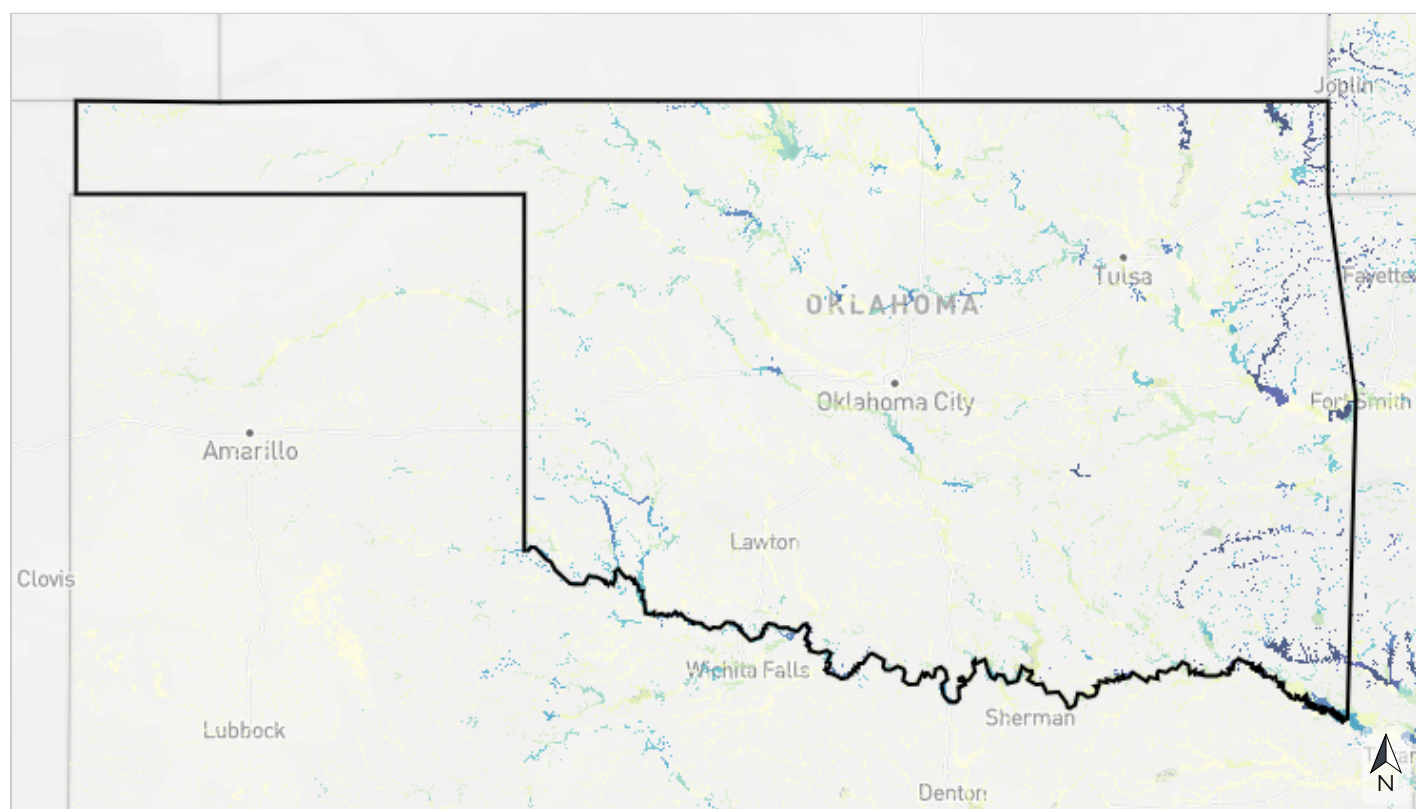 Joplin
Tulsa
Fayette
OKLAHOMA
Oklahoma City
Fort Smith
Amarillo
Lawton
Clovis
Wichita Falls
Sherman
Lubbock
Denton
N